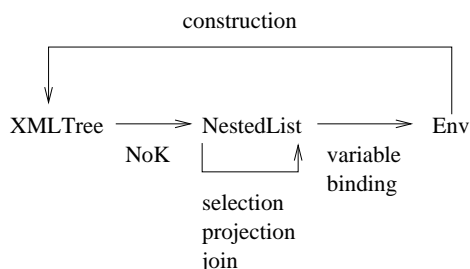 construction
XMLTree NestedList Env
NoK
variable
binding
selection
projection
join